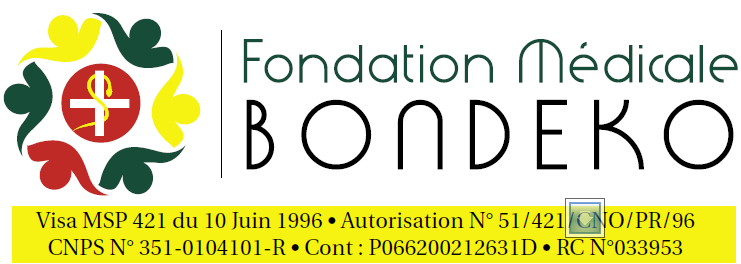 Fondation Médicale
BONDEKO
Visa MSP 421 du 10 Juin 1996 • Autorisation N° 51/421/CNO/PR/96
CNPS N° 351-0104101-R • Cont : P066200212631D • RC N°033953